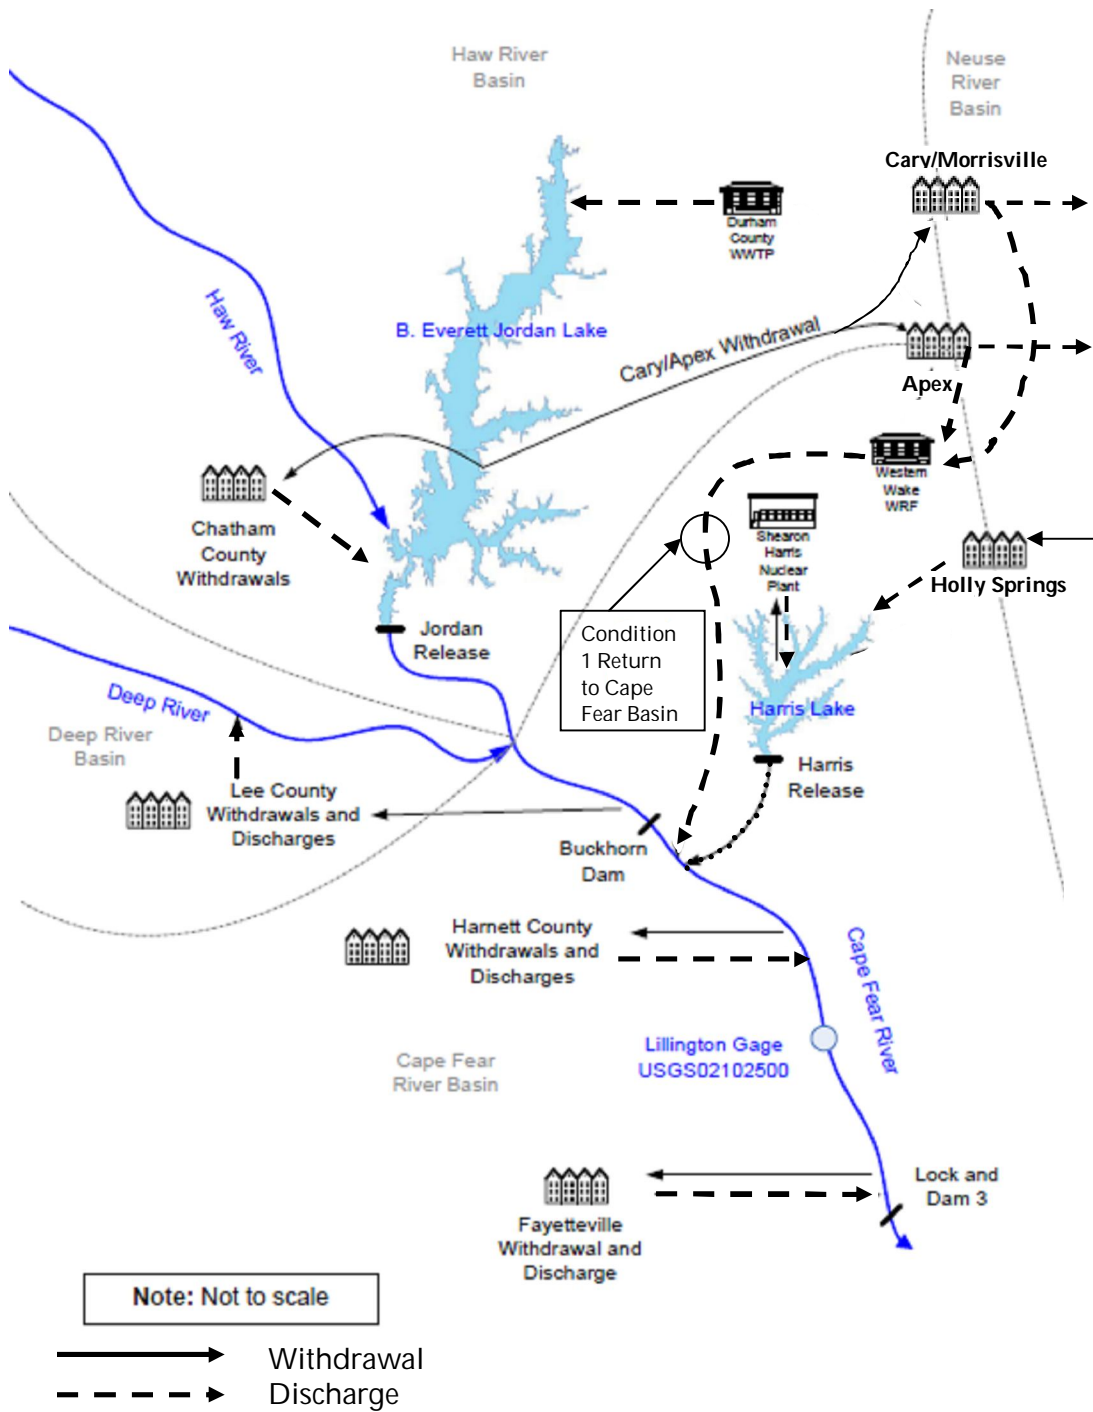 Haw River
Basin
Neuse
River
Basin
Cary/Morrisville
Durham
County
WWTP
Haw River
B. Everett Jordan Lake
Cary/Apex Withdrawal
Apex
Western
Wake
WRF
Chatham
County
Withdrawals
Shearon
Harris
Nuclear
Plant
Holly Springs
Condition
1 Return
to Cape
Fear Basin
Jordan
Release
Deep River
Deep River
Basin
Harris Lake
Harris
Release
Lee County
Withdrawals and
Discharges
Buckhorn
Dam
Harnett County
Withdrawals and
Discharges
Cape Fear River
Lillington Gage
USGS02102500
Cape Fear
River Basin
Lock and
Dam 3
Fayetteville
Withdrawal and
Discharge
Note: Not to scale
Withdrawal
Discharge